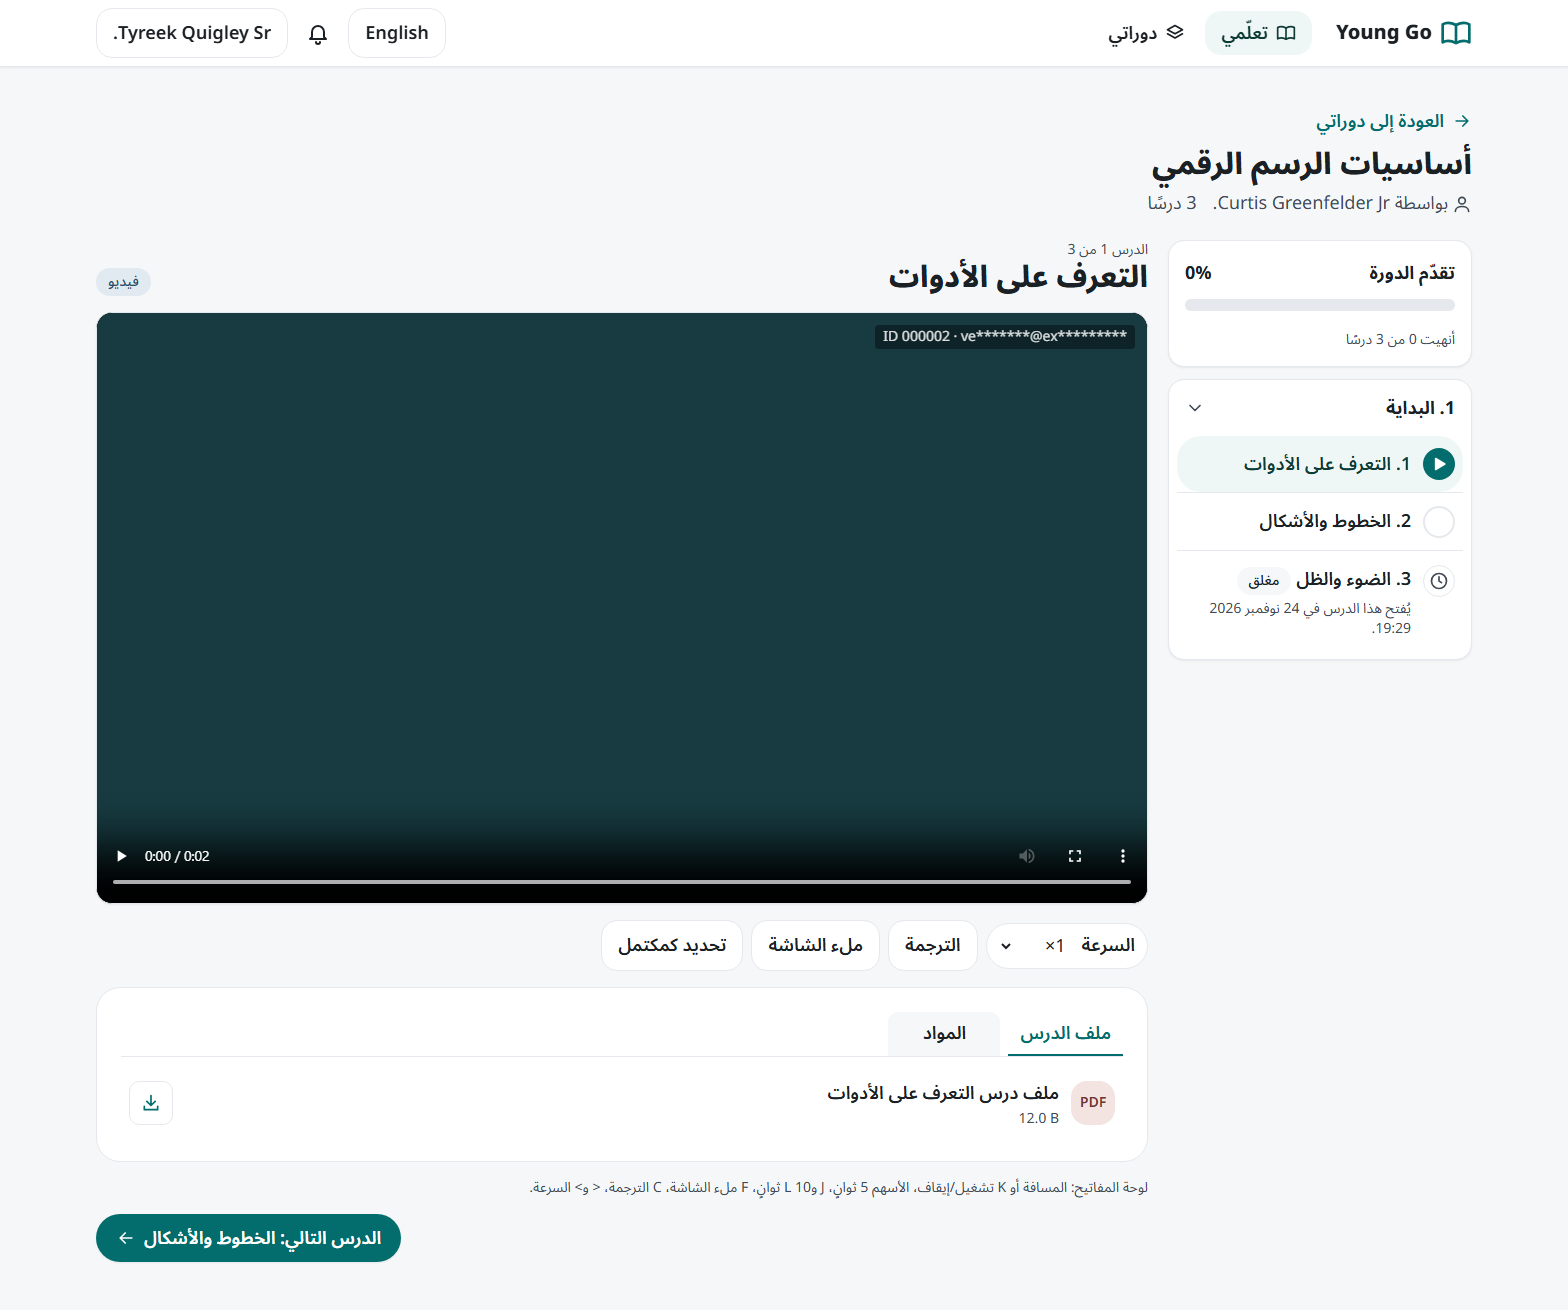 Young Go
تعلّمي
دوراتي
English
Tyreek Quigley Sr.
العودة إلى دوراتي
أساسيات الرسم الرقمي
بواسطة Curtis Greenfelder Jr.
3 درسًا
تقدّم الدورة
0%
أنهيت 0 من 3 درسًا
1. البداية
1. التعرف على الأدوات
2. الخطوط والأشكال
3. الضوء والظل
مغلق
يُفتح هذا الدرس في 24 نوفمبر 2026
19:29.
الدرس 1 من 3
التعرف على الأدوات
فيديو
ID 000002 · ve*******@ex*********
0:00 / 0:02
السرعة
1×
الترجمة
ملء الشاشة
تحديد كمكتمل
ملف الدرس
المواد
PDF
ملف درس التعرف على الأدوات
12.0 B
لوحة المفاتيح: المسافة أو K تشغيل/إيقاف، الأسهم 5 ثوانٍ، J وL 10 ثوانٍ، F ملء الشاشة، C الترجمة، < و> السرعة.
الدرس التالي: الخطوط والأشكال